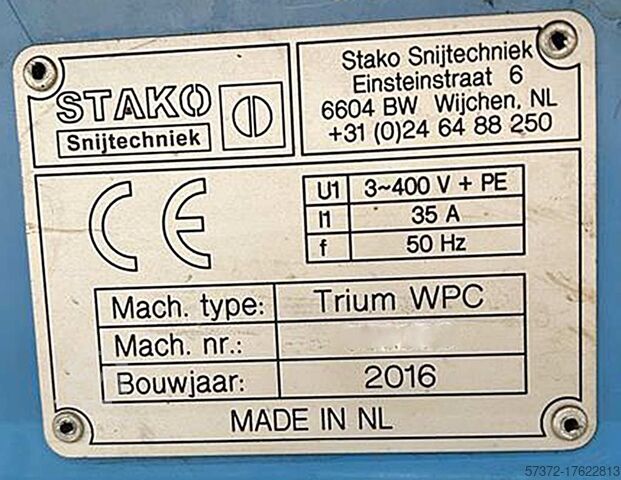 STAKO
Snijtechniek
Stako Snijtechniek
Einsteinstraat 6
6604 BW Wijchen, NL
+31 (0)24 64 88 250
CE
U1 3~400 V + PE
I1 35 A
f 50 Hz
Mach. type: Trium WPC
Mach. nr.:
Bouwjaar: 2016
MADE IN NL
57372-17622813